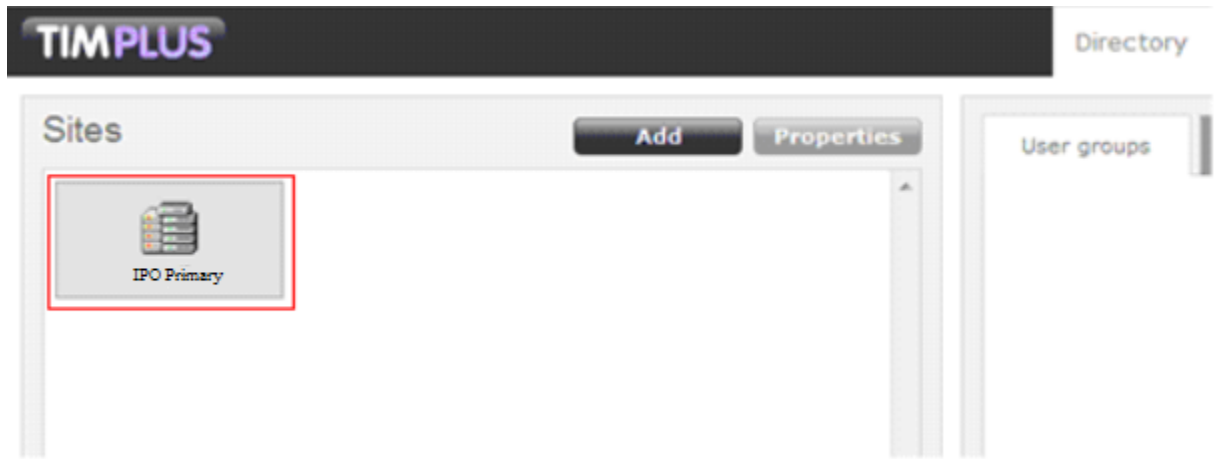 TIMPLUS
Directory
Sites
Add
Properties
User groups
IPO Primary